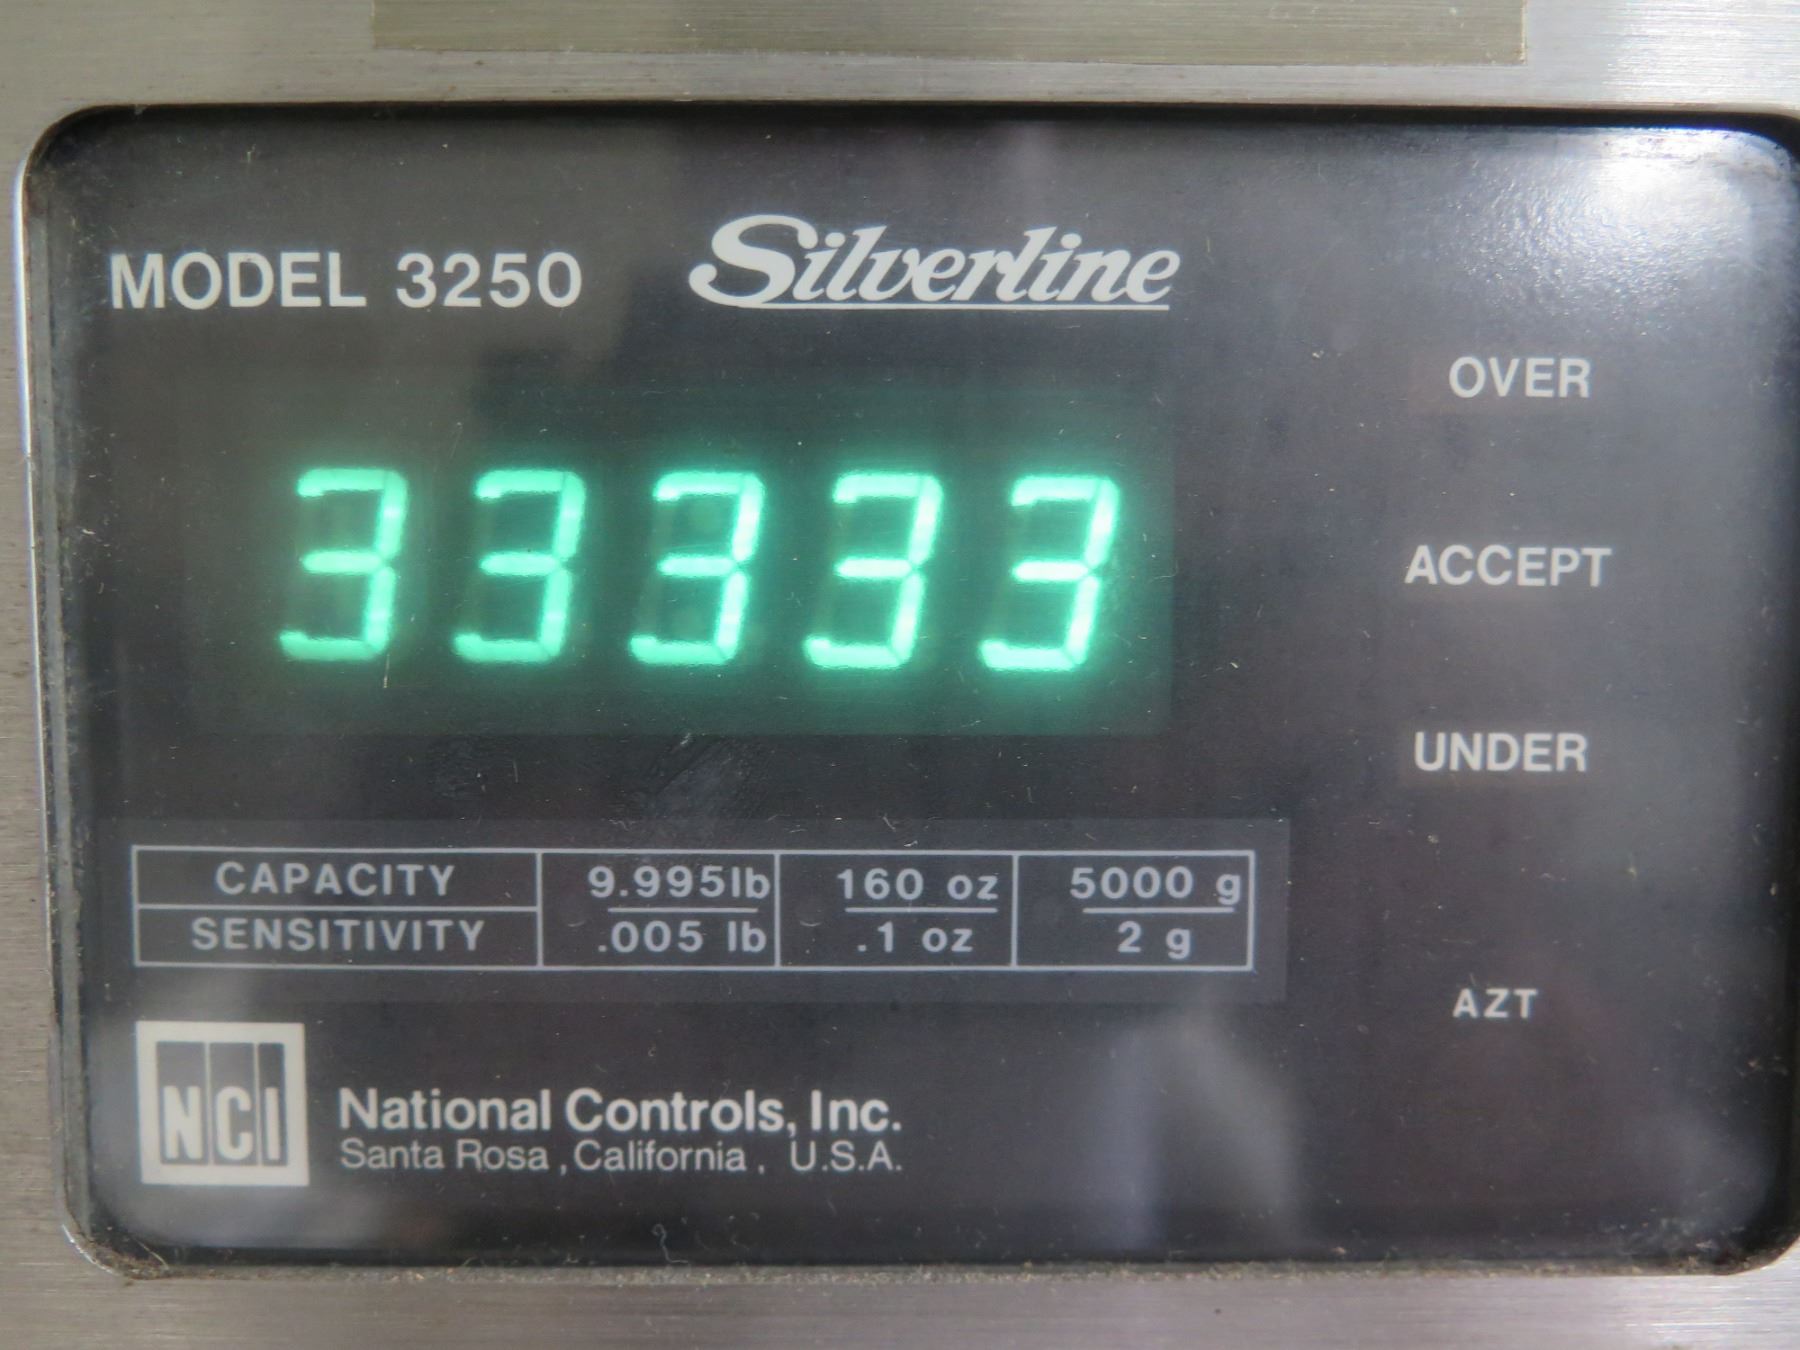 MODEL 3250 Silverline
OVER
33333
ACCEPT
UNDER
CAPACITY 9.995lb 160 oz 5000 g
SENSITIVITY .005 lb .1 oz 2 g
AZT
NCI
National Controls, Inc.
Santa Rosa, California, U.S.A.